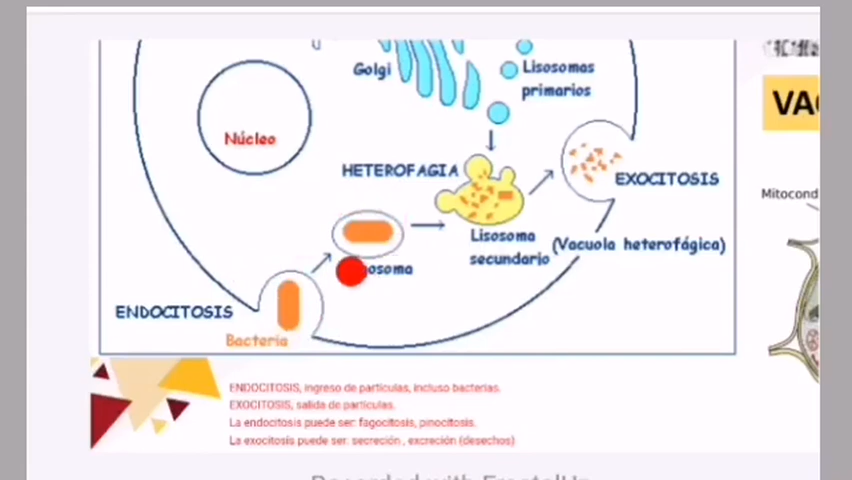 Golgi
Lisosomas
primarios
Núcleo
HETEROFAGIA
EXOCITOSIS
Lisosoma
secundario
(Vacuola heterofágica)
osoma
ENDOCITOSIS
Bacteria
ENDOCITOSIS, ingreso de partículas, incluso bacterias.
EXOCITOSIS, salida de partículas.
La endocitosis puede ser: fagocitosis, pinocitosis.
La exocitosis puede ser: secreción , excreción (desechos)
VAC
Mitocond